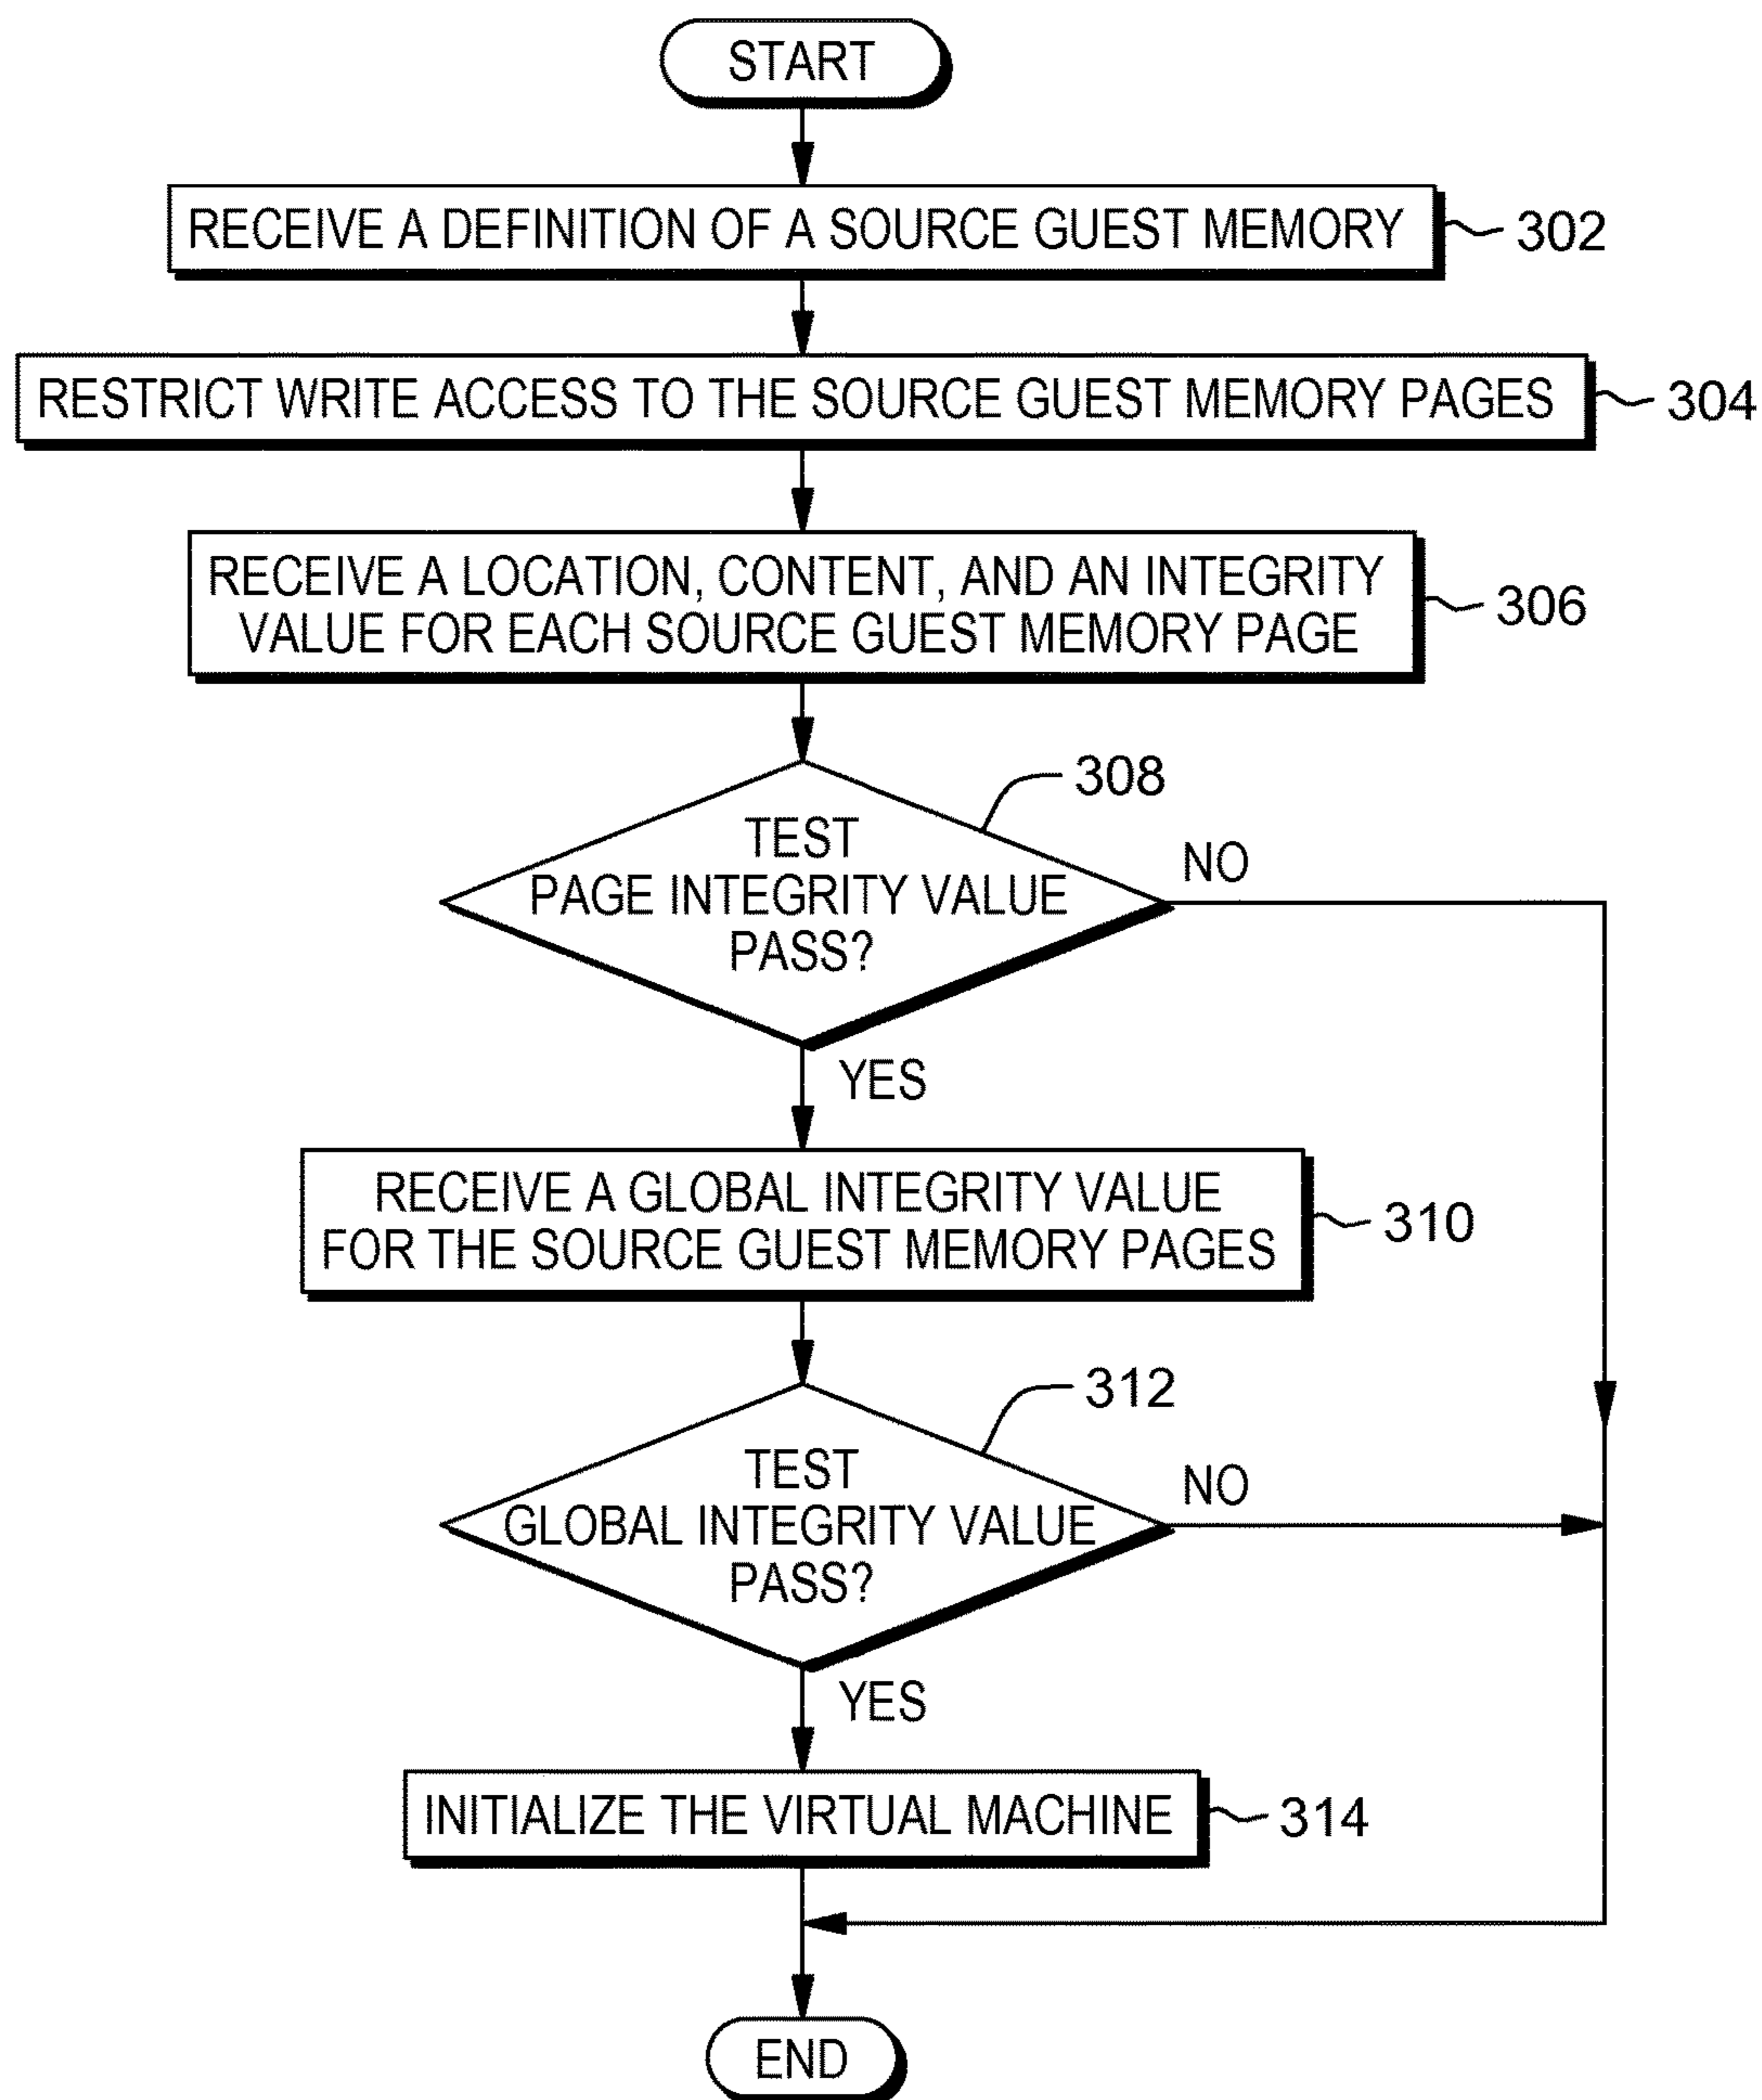 START
RECEIVE A DEFINITION OF A SOURCE GUEST MEMORY
302
RESTRICT WRITE ACCESS TO THE SOURCE GUEST MEMORY PAGES
304
RECEIVE A LOCATION, CONTENT, AND AN INTEGRITY
VALUE FOR EACH SOURCE GUEST MEMORY PAGE
306
308
TEST
PAGE INTEGRITY VALUE
PASS?
NO
YES
RECEIVE A GLOBAL INTEGRITY VALUE
FOR THE SOURCE GUEST MEMORY PAGES
310
312
TEST
GLOBAL INTEGRITY VALUE
PASS?
NO
YES
INITIALIZE THE VIRTUAL MACHINE
314
END